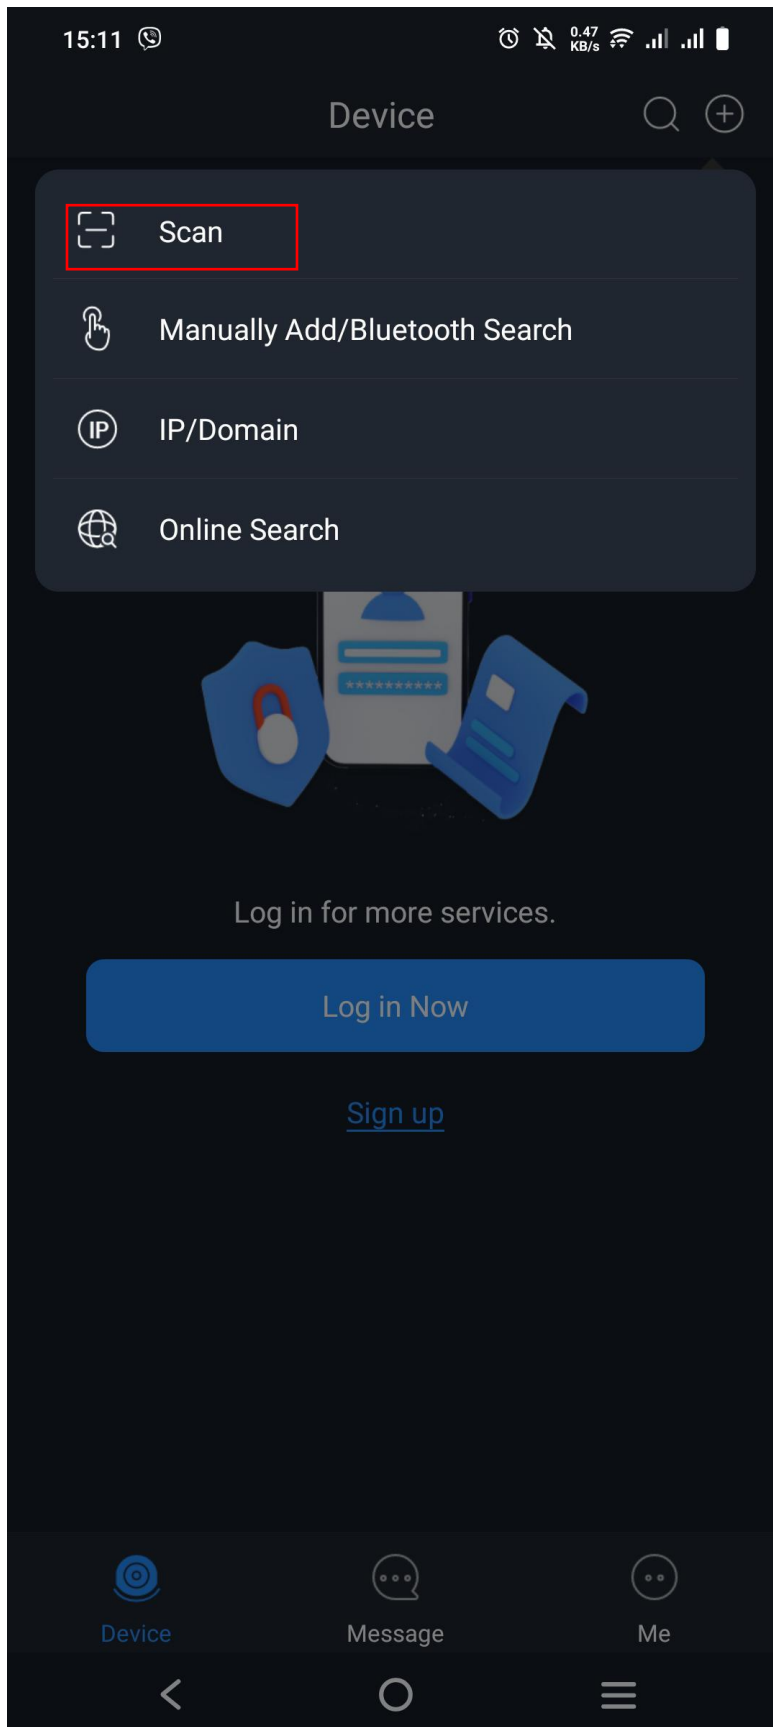 15:11
0.47
KB/s
Device
Scan
Manually Add/Bluetooth Search
IP
IP/Domain
Online Search
**********
Log in for more services.
Log in Now
Sign up
Device
Message
Me